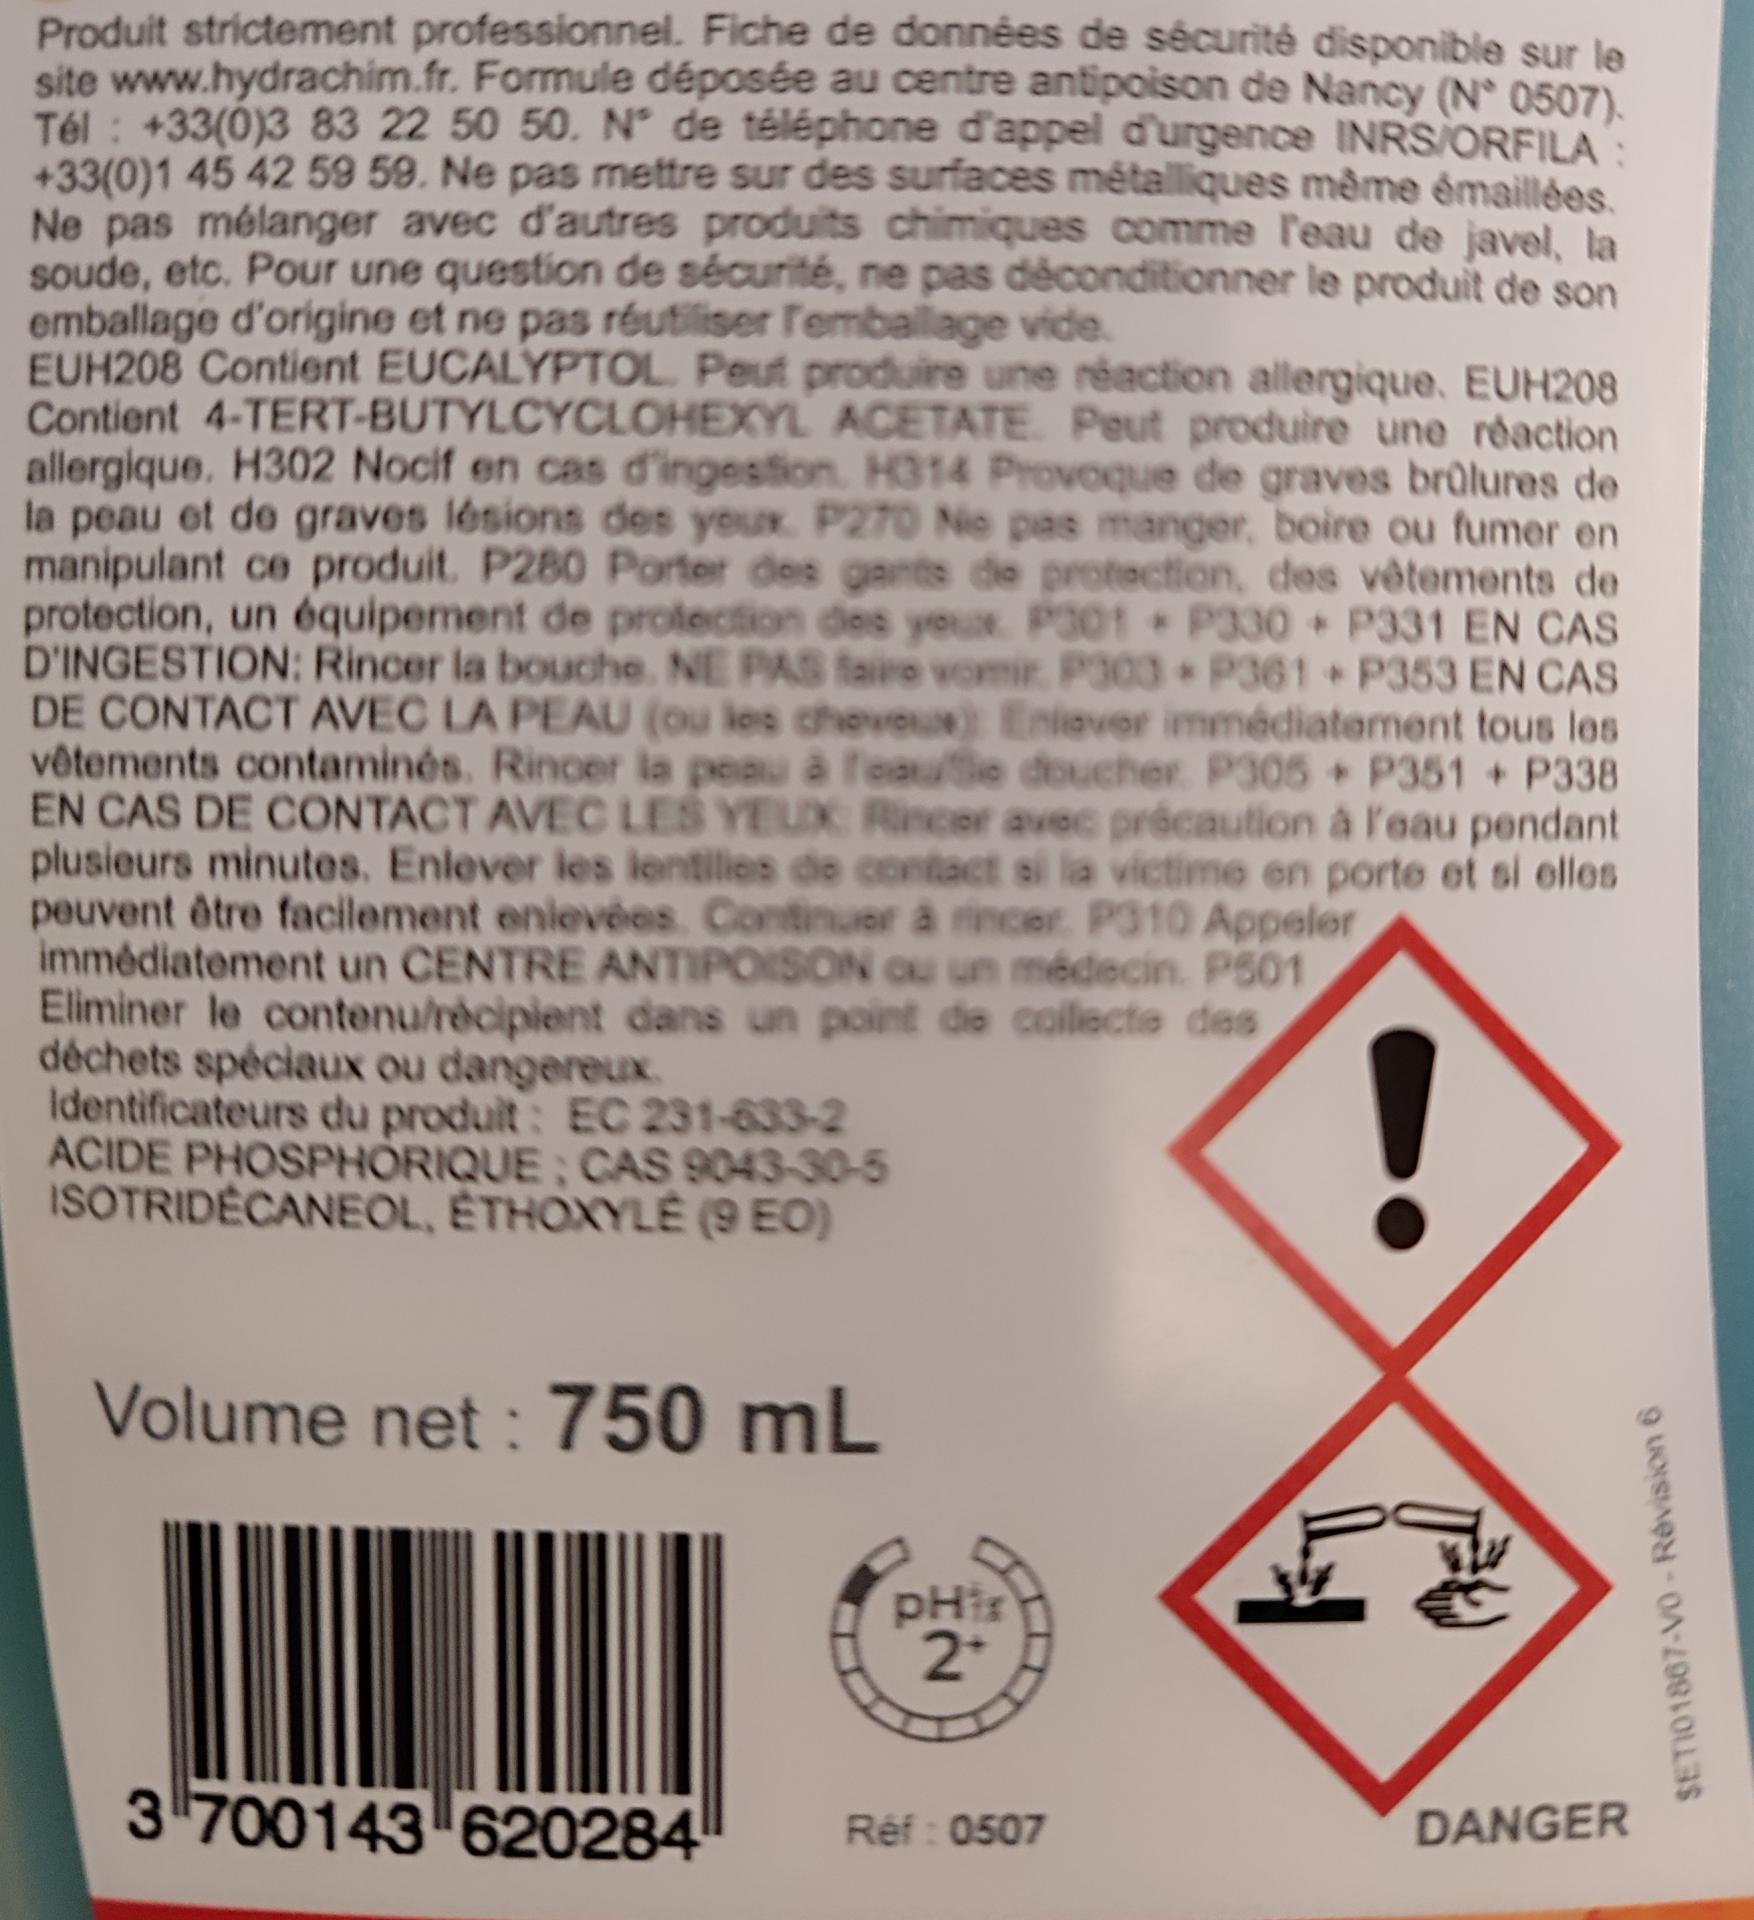 Produit strictement professionnel. Fiche de données de sécurité disponible sur le
site www.hydrachim.fr. Formule déposée au centre antipoison de Nancy (N° 0507).
Tél : +33(0)3 83 22 50 50. N° de téléphone d'appel d'urgence INRS/ORFILA :
+33(0)1 45 42 59 59. Ne pas mettre sur des surfaces métalliques même émaillées.
Ne pas mélanger avec d'autres produits chimiques comme l'eau de javel, la
soude, etc. Pour une question de sécurité, ne pas déconditionner le produit de son
emballage d'origine et ne pas réutiliser l'emballage vide.
EUH208 Contient EUCALYPTOL. Peut produire une réaction allergique. EUH208
Contient 4-TERT-BUTYLCYCLOHEXYL ACETATE. Peut produire une réaction
allergique. H302 Nocif en cas d'ingestion. H314 Provoque de graves brûlures de
la peau et de graves lésions des yeux. P270 Ne pas manger, boire ou fumer en
manipulant ce produit. P280 Porter des gants de protection, des vêtements de
protection, un équipement de protection des yeux. P301 + P330 + P331 EN CAS
D'INGESTION: Rincer la bouche. NE PAS faire vomir. P303 + P361 + P353 EN CAS
DE CONTACT AVEC LA PEAU (ou les cheveux): Enlever immédiatement tous les
vêtements contaminés. Rincer la peau à l'eau/Se doucher. P305 + P351 + P338
EN CAS DE CONTACT AVEC LES YEUX: Rincer avec précaution à l'eau pendant
plusieurs minutes. Enlever les lentilles de contact si la victime en porte et si elles
peuvent être facilement enlevées. Continuer à rincer. P310 Appeler
immédiatement un CENTRE ANTIPOISON ou un médecin. P501
Eliminer le contenu/récipient dans un point de collecte des
déchets spéciaux ou dangereux.
Identificateurs du produit : EC 231-633-2
ACIDE PHOSPHORIQUE ; CAS 9043-30-5
ISOTRIDÉCANEOL, ÉTHOXYLÉ (9 EO)
Volume net : 750 mL
pH
2+
3 700143 620284
Réf : 0507
DANGER
SETI01867-V0 - Révision 6